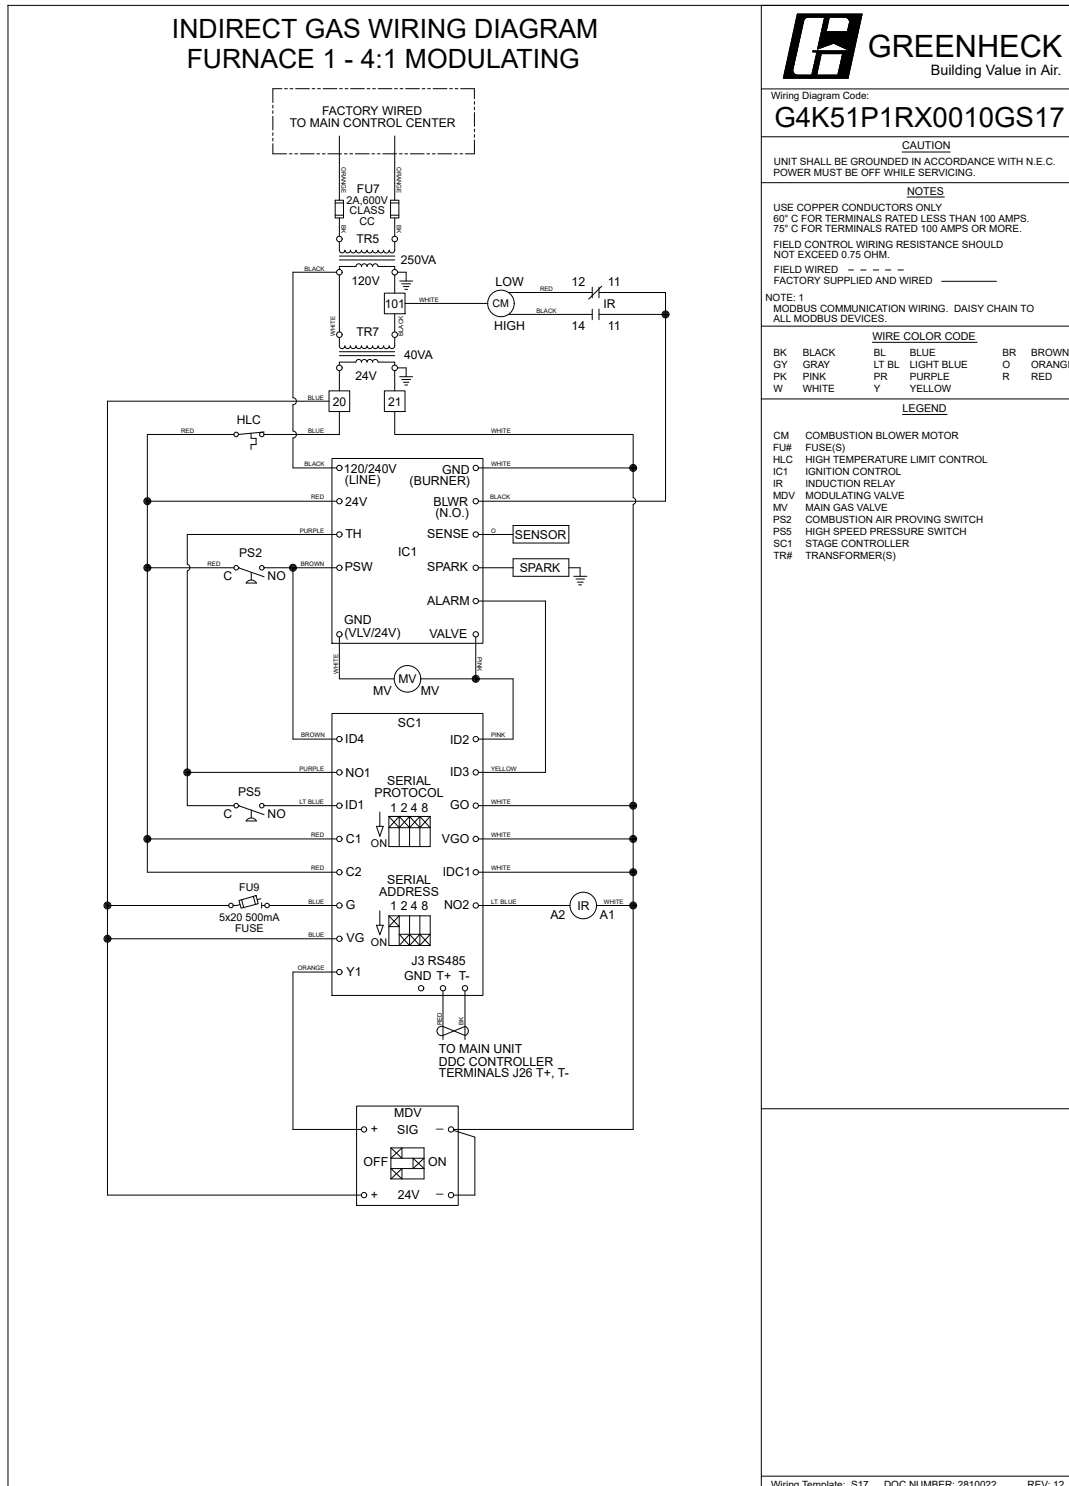 INDIRECT GAS WIRING DIAGRAM
FURNACE 1 - 4:1 MODULATING
FACTORY WIRED
TO MAIN CONTROL CENTER
ORANGE
ORANGE
FU7
2A,600V
CLASS
CC
BK
BK
TR5
250VA
BLACK
120V
101
WHITE
WHITE
BLACK
TR7
40VA
24V
BLUE
20
21
LOW
RED
12
11
CM
IR
BLACK
HIGH
14
11
HLC
RED
BLUE
WHITE
BLACK
120/240V
(LINE)
GND
(BURNER)
WHITE
RED
24V
BLWR
(N.O.)
BLACK
PURPLE
TH
SENSE
O
SENSOR
IC1
PS2
RED
C
NO
BROWN
PSW
SPARK
SPARK
ALARM
GND
(VLV/24V)
VALVE
WHITE
PINK
MV
MV
MV
SC1
BROWN
ID4
ID2
PINK
PURPLE
NO1
ID3
YELLOW
SERIAL
PROTOCOL
PS5
C
NO
LT BLUE
ID1
1 2 4 8
GO
WHITE
RED
C1
ON
VGO
WHITE
RED
C2
IDC1
WHITE
SERIAL
ADDRESS
FU9
5x20 500mA
FUSE
BLUE
G
1 2 4 8
NO2
LT. BLUE
A2
IR
WHITE
A1
BLUE
VG
ON
J3 RS485
ORANGE
Y1
GND T+ T-
RED
BK
TO MAIN UNIT
DDC CONTROLLER
TERMINALS J26 T+, T-
MDV
+ SIG −
OFF
ON
+ 24V −
GREENHECK
Building Value in Air.
Wiring Diagram Code:
G4K51P1RX0010GS17
CAUTION
UNIT SHALL BE GROUNDED IN ACCORDANCE WITH N.E.C.
POWER MUST BE OFF WHILE SERVICING.
NOTES
USE COPPER CONDUCTORS ONLY
60° C FOR TERMINALS RATED LESS THAN 100 AMPS.
75° C FOR TERMINALS RATED 100 AMPS OR MORE.
FIELD CONTROL WIRING RESISTANCE SHOULD
NOT EXCEED 0.75 OHM.
FIELD WIRED
FACTORY SUPPLIED AND WIRED
NOTE: 1
MODBUS COMMUNICATION WIRING. DAISY CHAIN TO
ALL MODBUS DEVICES.
WIRE COLOR CODE
BK BLACK BL BLUE BR BROWN
GY GRAY LT BL LIGHT BLUE O ORANGE
PK PINK PR PURPLE R RED
W WHITE Y YELLOW
LEGEND
CM COMBUSTION BLOWER MOTOR
FU# FUSE(S)
HLC HIGH TEMPERATURE LIMIT CONTROL
IC1 IGNITION CONTROL
IR INDUCTION RELAY
MDV MODULATING VALVE
MV MAIN GAS VALVE
PS2 COMBUSTION AIR PROVING SWITCH
PS5 HIGH SPEED PRESSURE SWITCH
SC1 STAGE CONTROLLER
TR# TRANSFORMER(S)
Wiring Template: S17 DOC NUMBER: 2810022 REV: 12